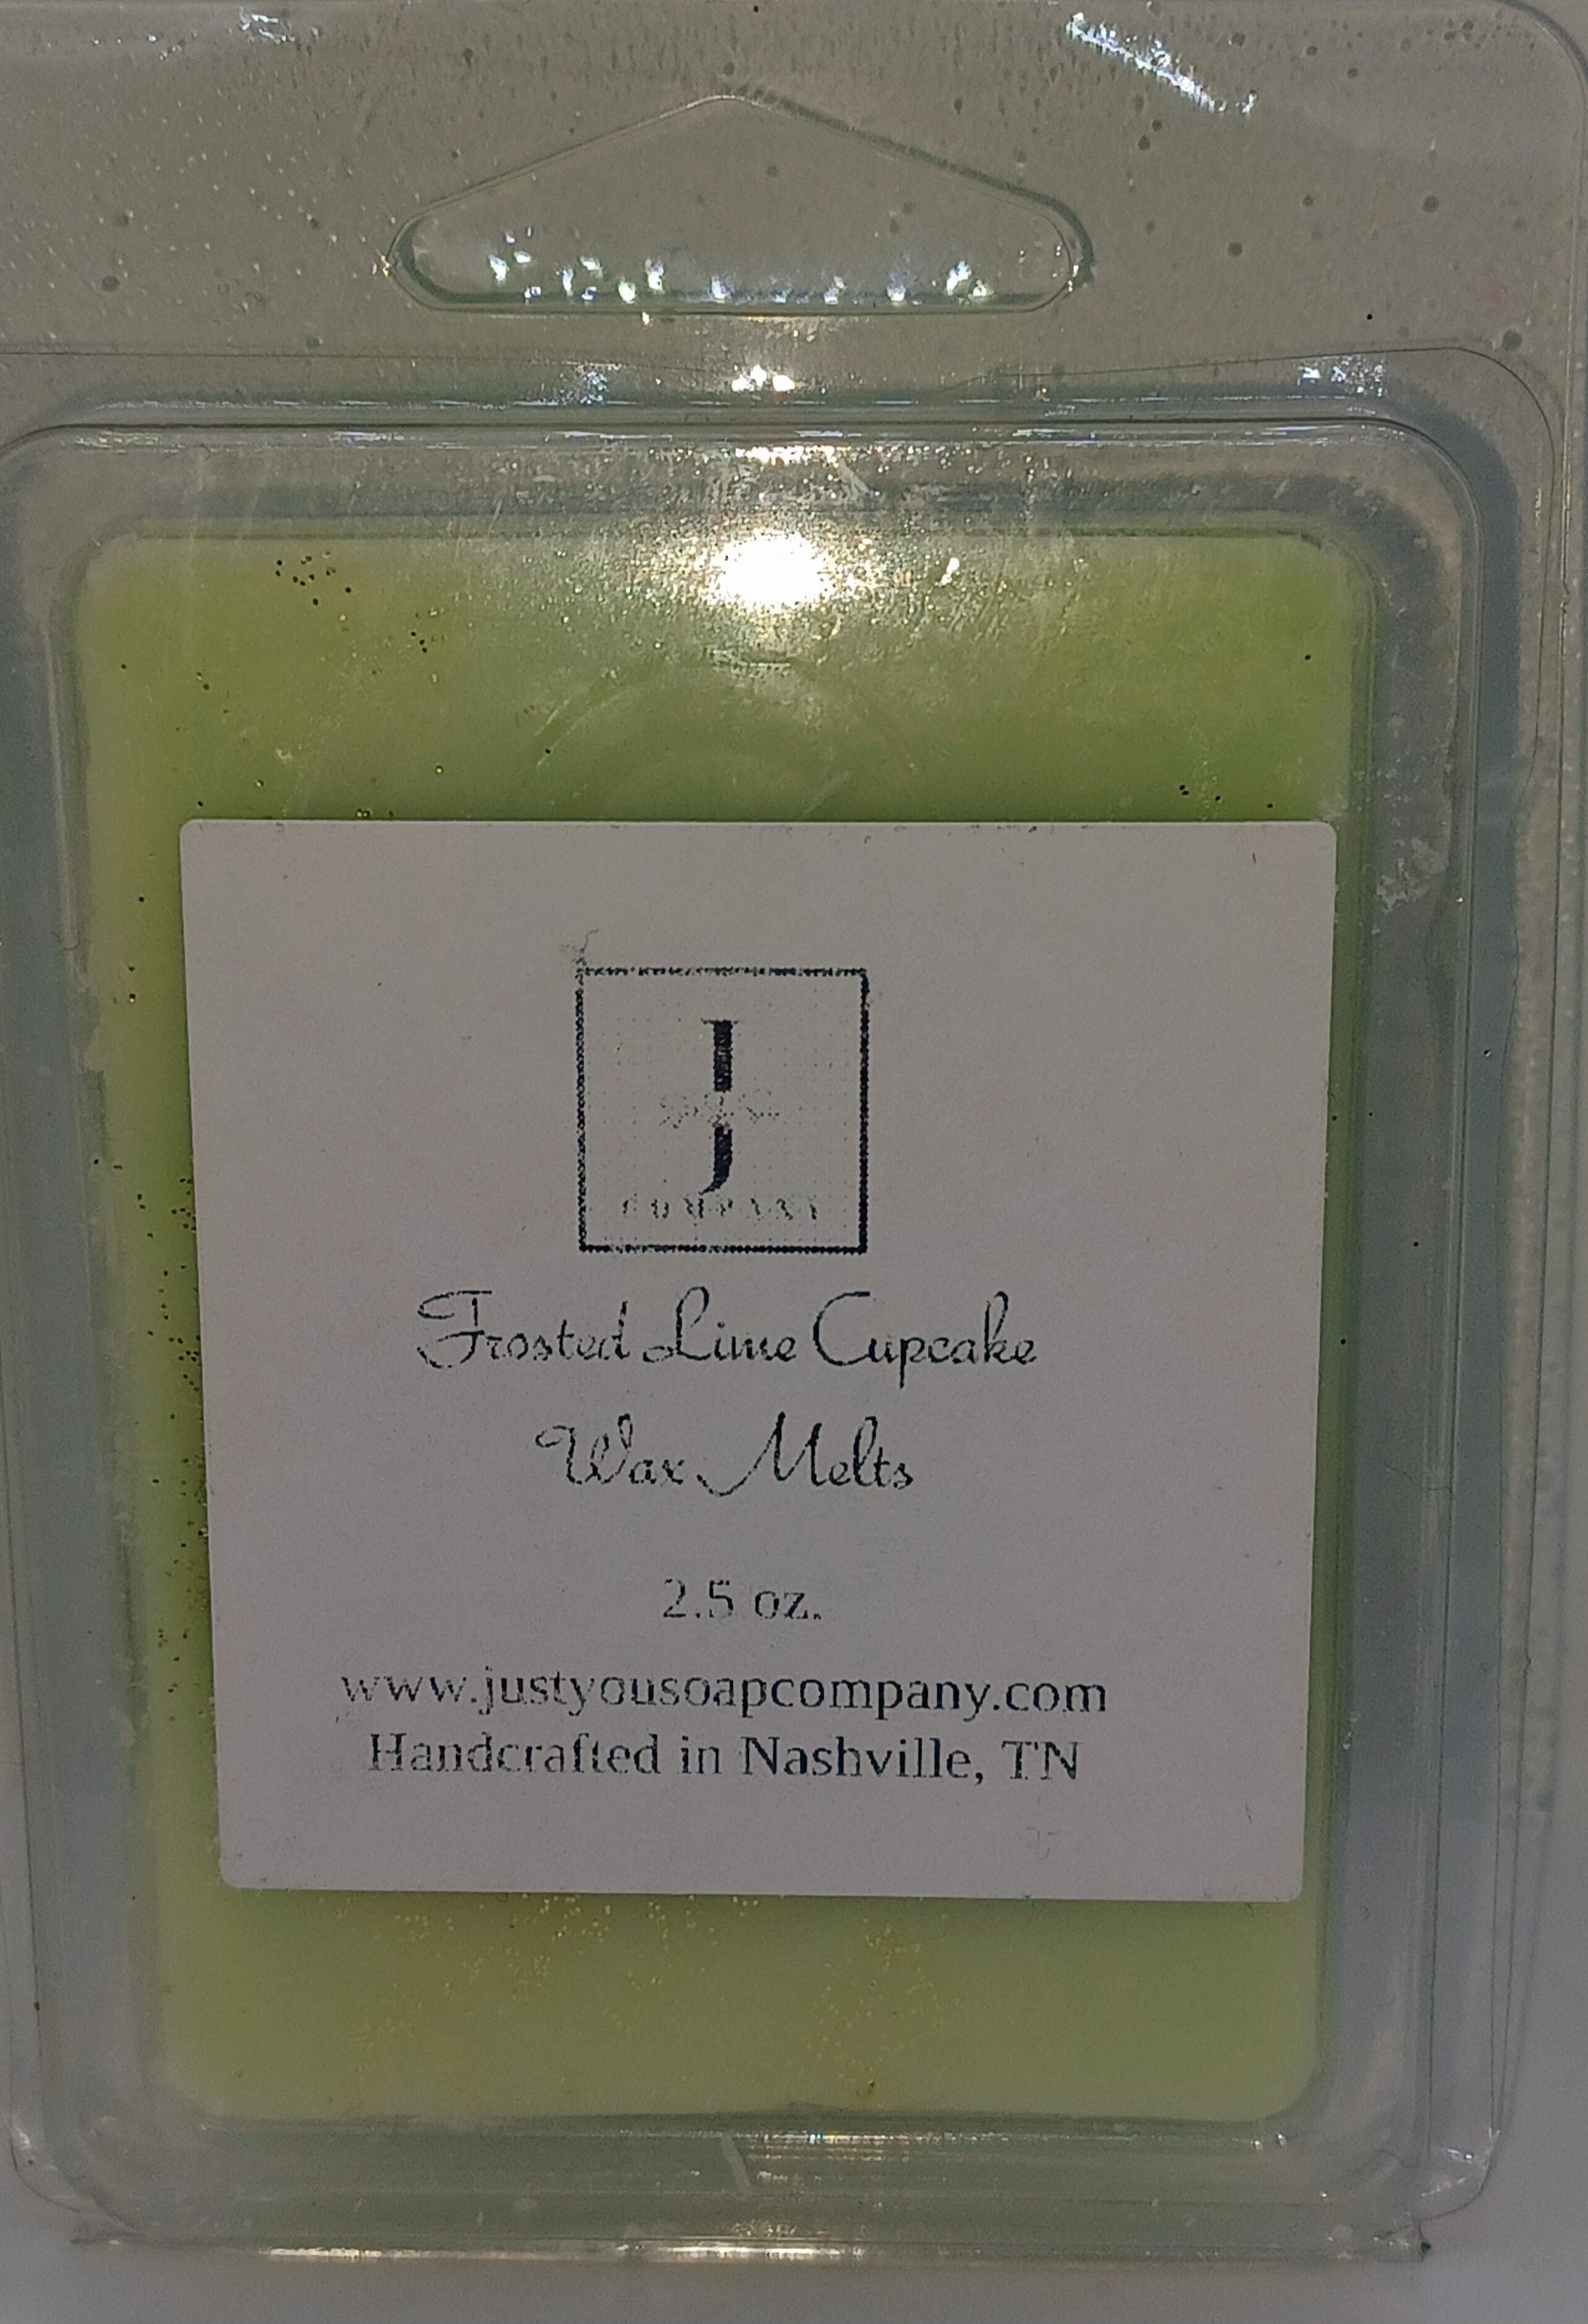 J
COMPANY
Frosted Lime Cupcake
Wax Melts
2.5 oz.
www.justyousoapcompany.com
Handcrafted in Nashville, TN